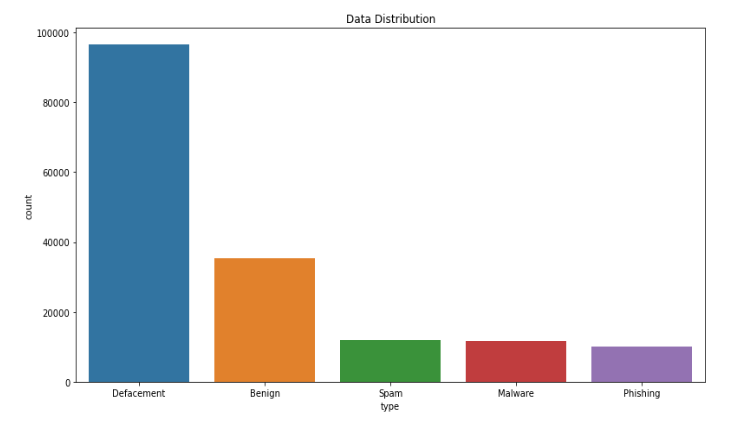 Data Distribution
100000
80000
60000
40000
20000
0
count
Defacement Benign Spam Malware Phishing
type